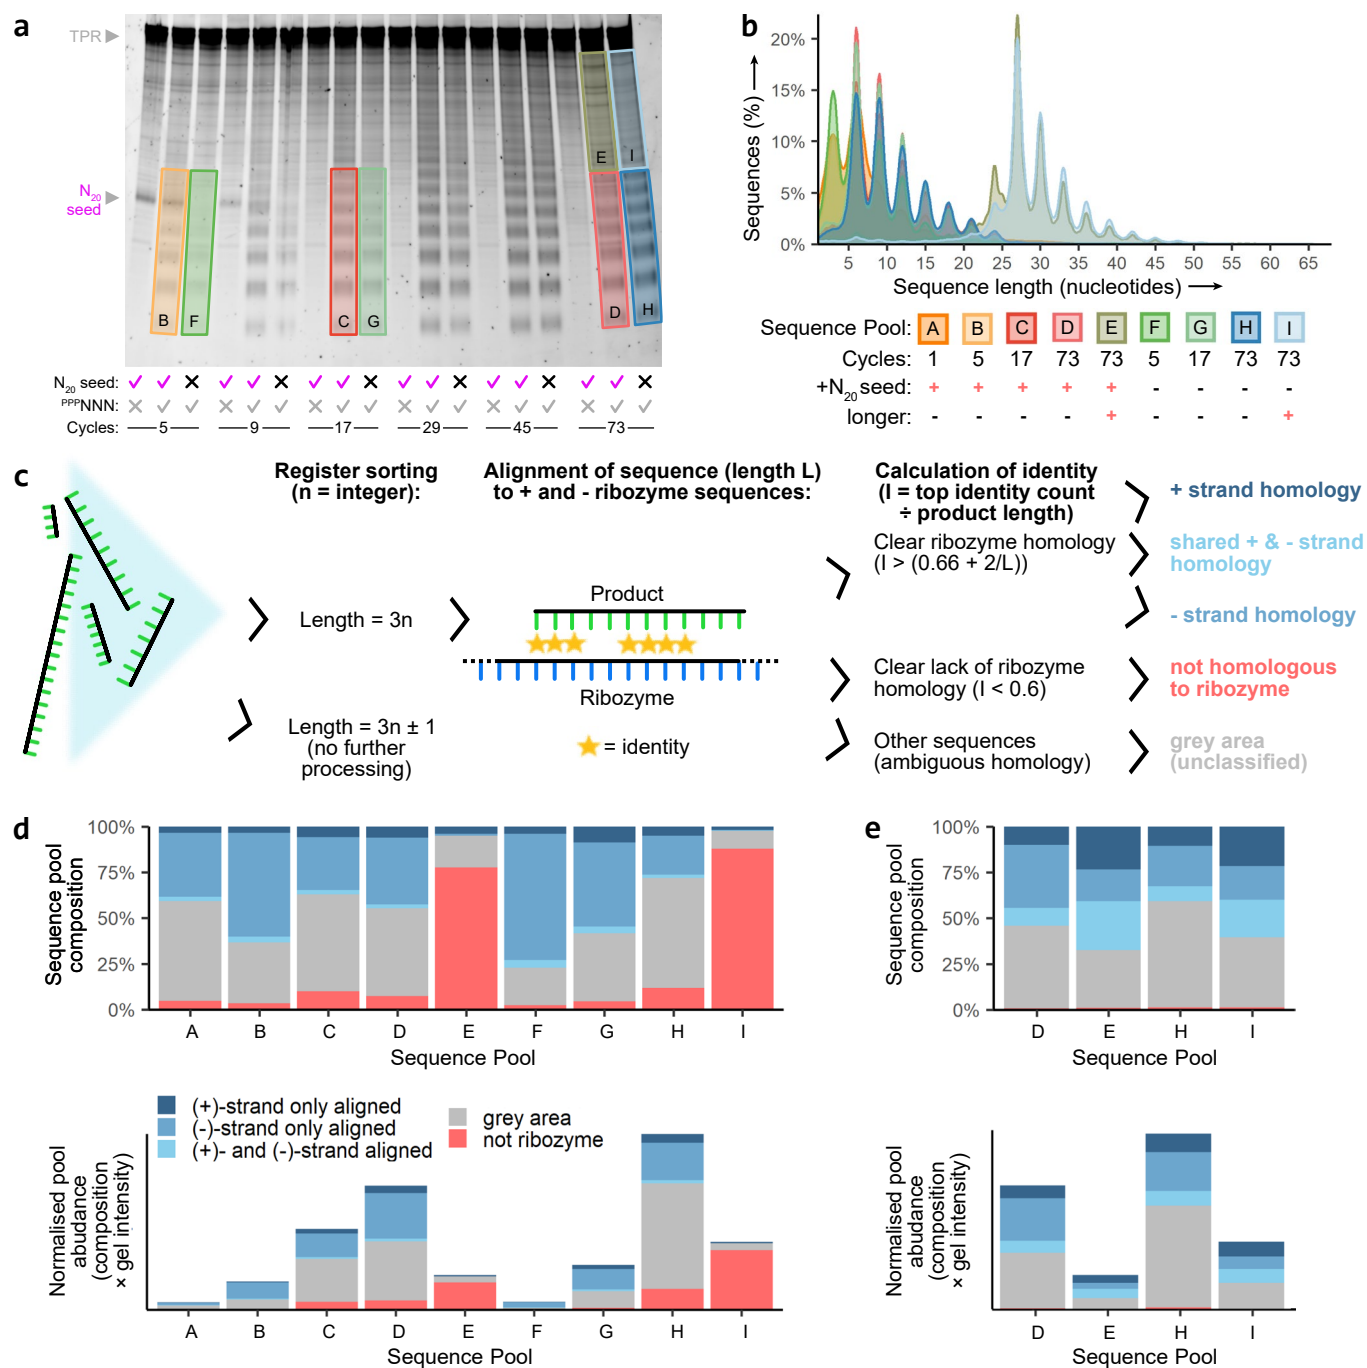 a
TPR
N20
seed
B
F
C
G
E
I
D
H
N20 seed:
PPPNNN:
Cycles:
5
9
17
29
45
73
b
Sequences (%)
20%
15%
10%
5%
0%
5 10 15 20 25 30 35 40 45 50 55 60 65
Sequence length (nucleotides)
Sequence Pool: A B C D E F G H I
Cycles: 1 5 17 73 73 5 17 73 73
+N20 seed: + + + + + - - - -
longer: - - - - + - - - +
c
Register sorting
(n = integer):
Length = 3n
Length = 3n ± 1
(no further
processing)
Alignment of sequence (length L)
to + and - ribozyme sequences:
Product
Ribozyme
= identity
Calculation of identity
(I = top identity count
÷ product length)
Clear ribozyme homology
(I > (0.66 + 2/L))
Clear lack of ribozyme
homology (I < 0.6)
Other sequences
(ambiguous homology)
+ strand homology
shared + & - strand
homology
- strand homology
not homologous
to ribozyme
grey area
(unclassified)
d
Sequence pool
composition
100%
75%
50%
25%
0%
A B C D E F G H I
Sequence Pool
(+)-strand only aligned
(-)-strand only aligned
(+)- and (-)-strand aligned
grey area
not ribozyme
Normalised pool
abudance
(composition
× gel intensity)
A B C D E F G H I
Sequence Pool
e
Sequence pool
composition
100%
75%
50%
25%
0%
D E H I
Sequence Pool
Normalised pool
abudance
(composition
× gel intensity)
D E H I
Sequence Pool